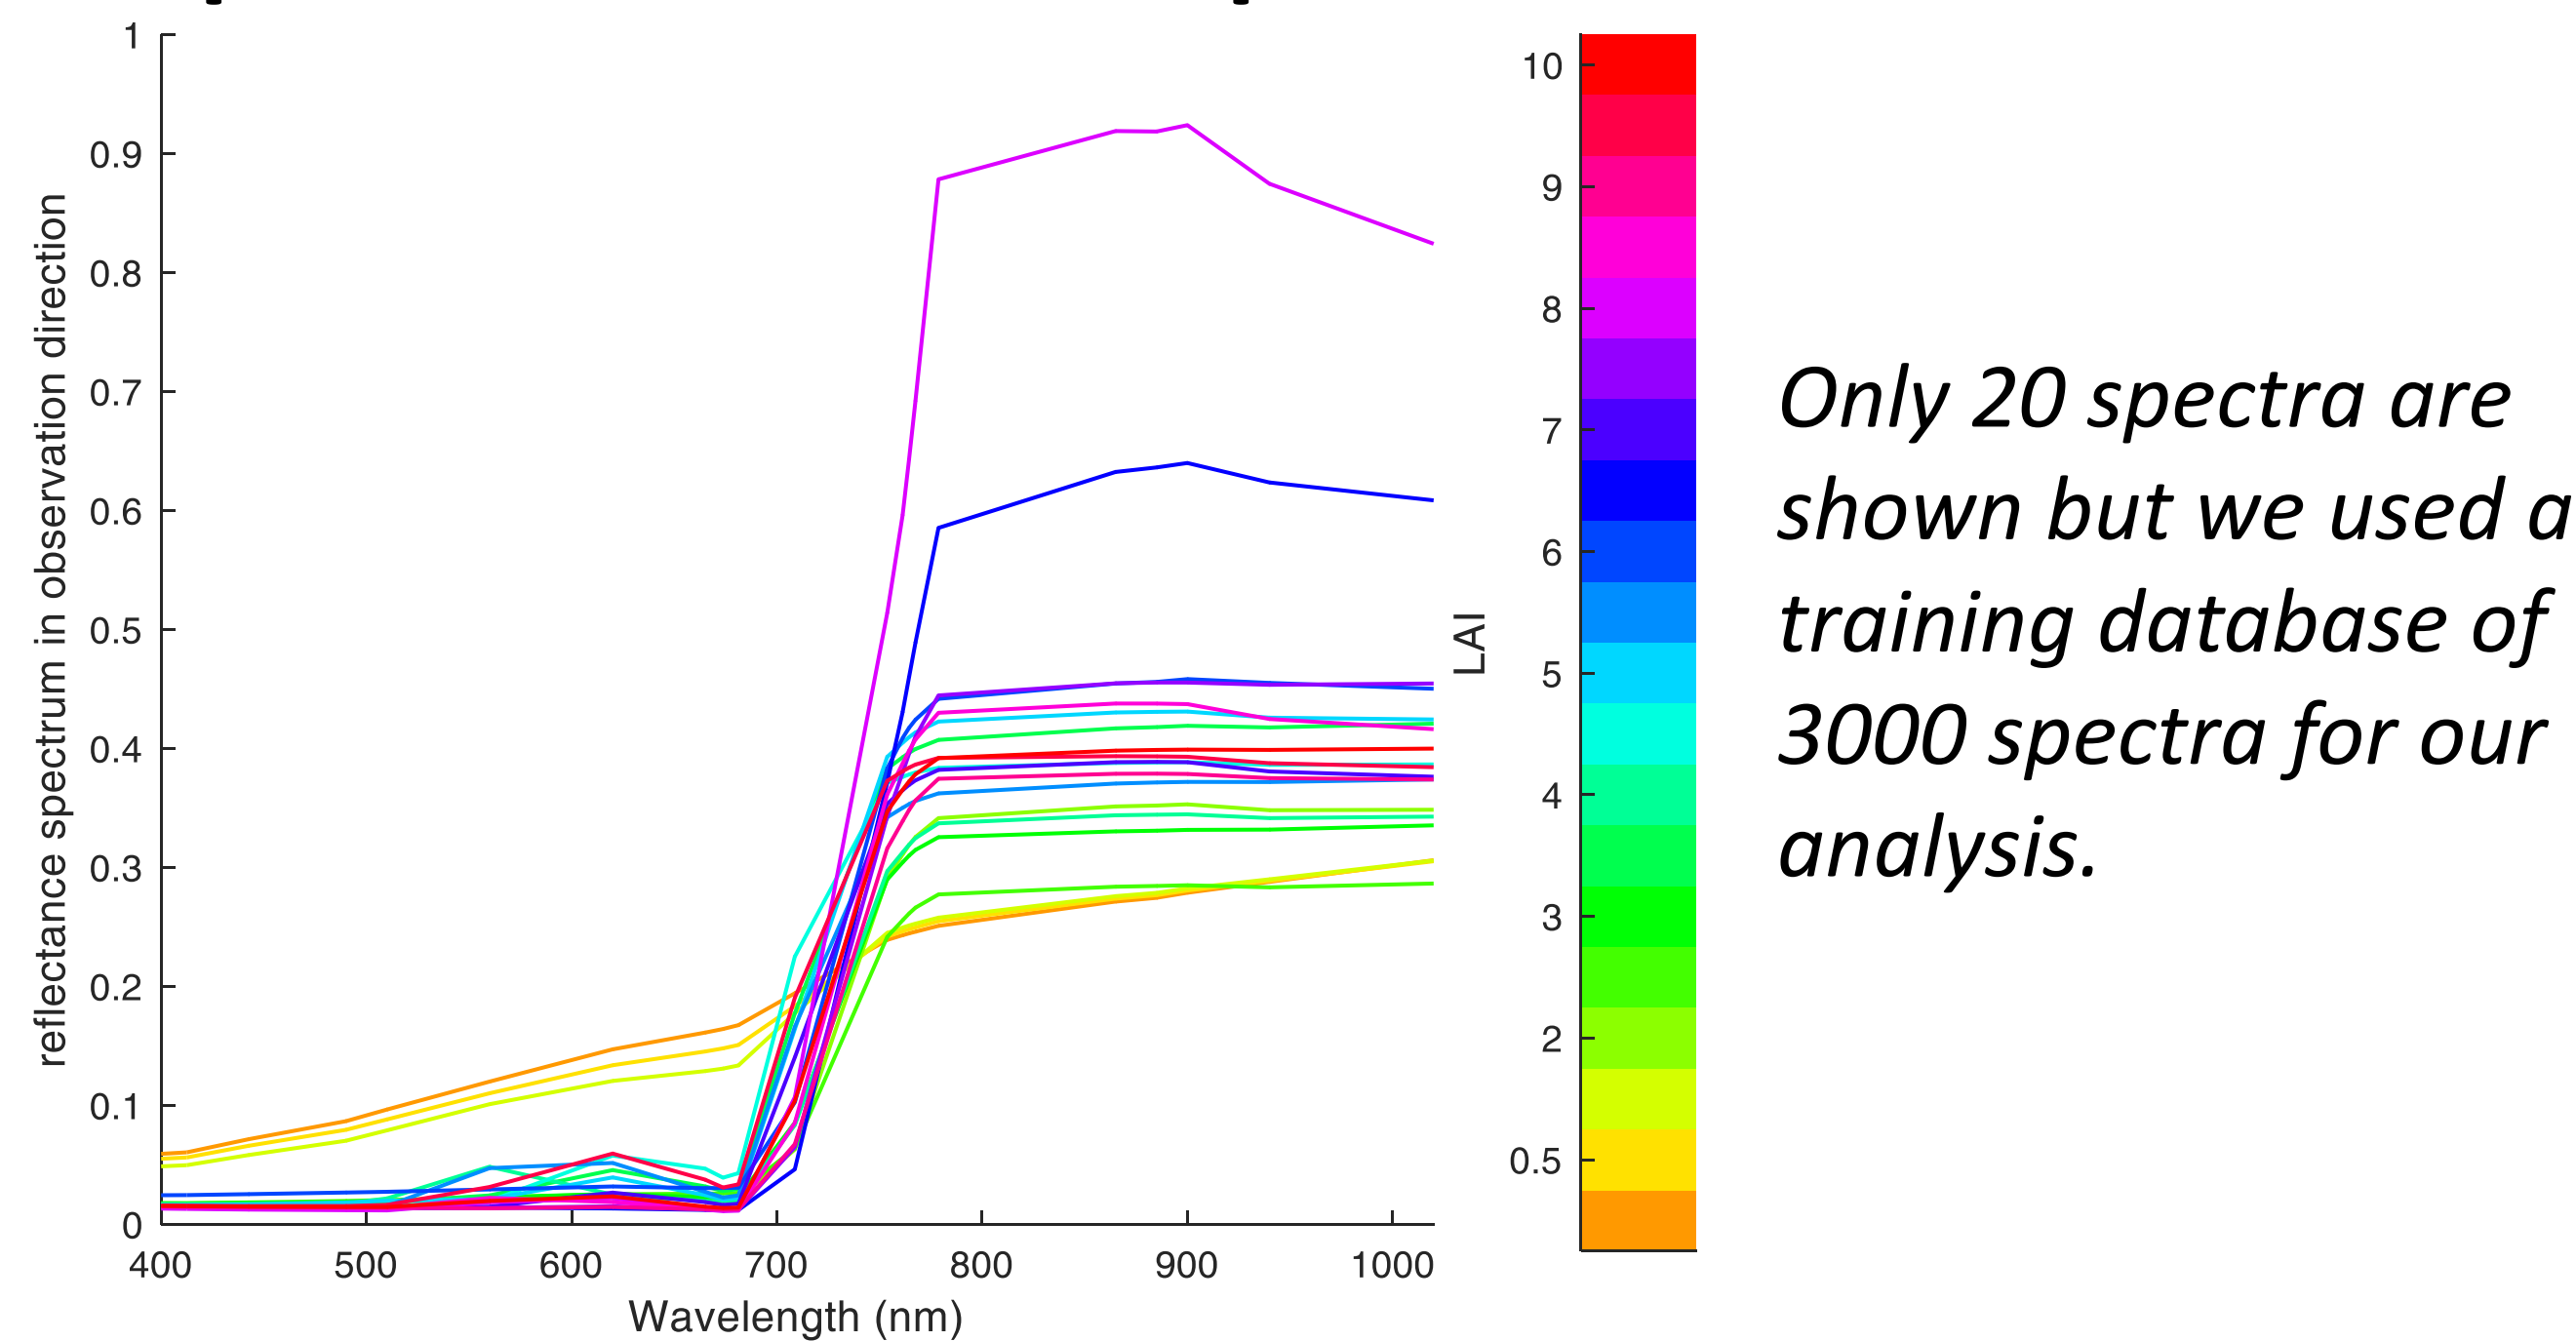 1
0.9
0.8
0.7
0.6
0.5
0.4
0.3
0.2
0.1
0
reflectance spectrum in observation direction
400 500 600 700 800 900 1000
Wavelength (nm)
LAI
10
9
8
7
6
5
4
3
2
0.5
Only 20 spectra are
shown but we used a
training database of
3000 spectra for our
analysis.